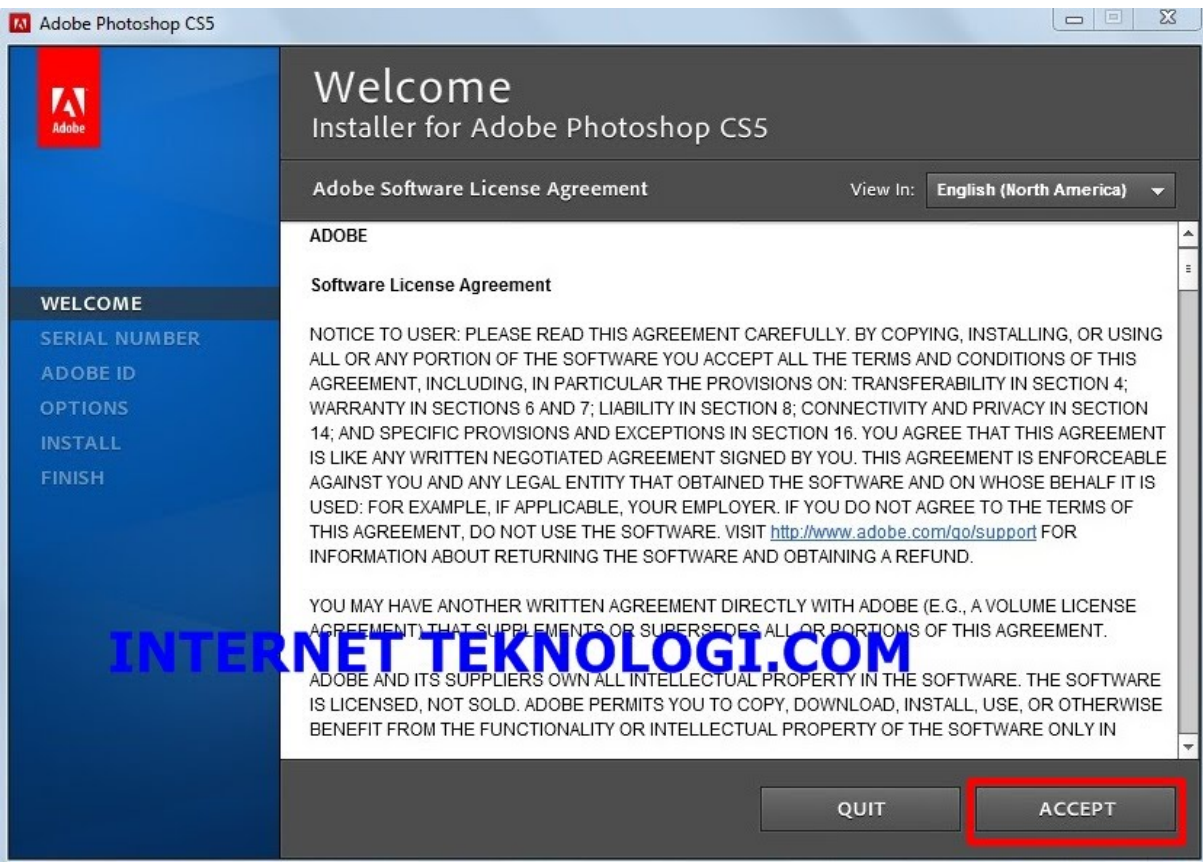 Adobe Photoshop CS5
Adobe
Welcome
Installer for Adobe Photoshop CS5
Adobe Software License Agreement
View In: English (North America)
WELCOME
SERIAL NUMBER
ADOBE ID
OPTIONS
INSTALL
FINISH
ADOBE
Software License Agreement
NOTICE TO USER: PLEASE READ THIS AGREEMENT CAREFULLY. BY COPYING, INSTALLING, OR USING
ALL OR ANY PORTION OF THE SOFTWARE YOU ACCEPT ALL THE TERMS AND CONDITIONS OF THIS
AGREEMENT, INCLUDING, IN PARTICULAR THE PROVISIONS ON: TRANSFERABILITY IN SECTION 4;
WARRANTY IN SECTIONS 6 AND 7; LIABILITY IN SECTION 8; CONNECTIVITY AND PRIVACY IN SECTION
14; AND SPECIFIC PROVISIONS AND EXCEPTIONS IN SECTION 16. YOU AGREE THAT THIS AGREEMENT
IS LIKE ANY WRITTEN NEGOTIATED AGREEMENT SIGNED BY YOU. THIS AGREEMENT IS ENFORCEABLE
AGAINST YOU AND ANY LEGAL ENTITY THAT OBTAINED THE SOFTWARE AND ON WHOSE BEHALF IT IS
USED: FOR EXAMPLE, IF APPLICABLE, YOUR EMPLOYER. IF YOU DO NOT AGREE TO THE TERMS OF
THIS AGREEMENT, DO NOT USE THE SOFTWARE. VISIT http://www.adobe.com/go/support FOR
INFORMATION ABOUT RETURNING THE SOFTWARE AND OBTAINING A REFUND.
YOU MAY HAVE ANOTHER WRITTEN AGREEMENT DIRECTLY WITH ADOBE (E.G., A VOLUME LICENSE
AGREEMENT) THAT SUPPLEMENTS OR SUPERSEDES ALL OR PORTIONS OF THIS AGREEMENT.
INTERNET TEKNOLOGI.COM
ADOBE AND ITS SUPPLIERS OWN ALL INTELLECTUAL PROPERTY IN THE SOFTWARE. THE SOFTWARE
IS LICENSED, NOT SOLD. ADOBE PERMITS YOU TO COPY, DOWNLOAD, INSTALL, USE, OR OTHERWISE
BENEFIT FROM THE FUNCTIONALITY OR INTELLECTUAL PROPERTY OF THE SOFTWARE ONLY IN
QUIT
ACCEPT